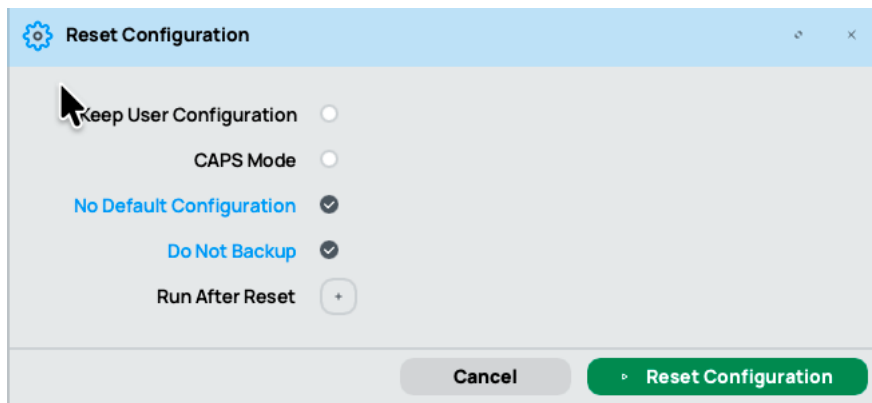 Reset Configuration
Keep User Configuration
CAPS Mode
No Default Configuration
Do Not Backup
Run After Reset
Cancel
Reset Configuration